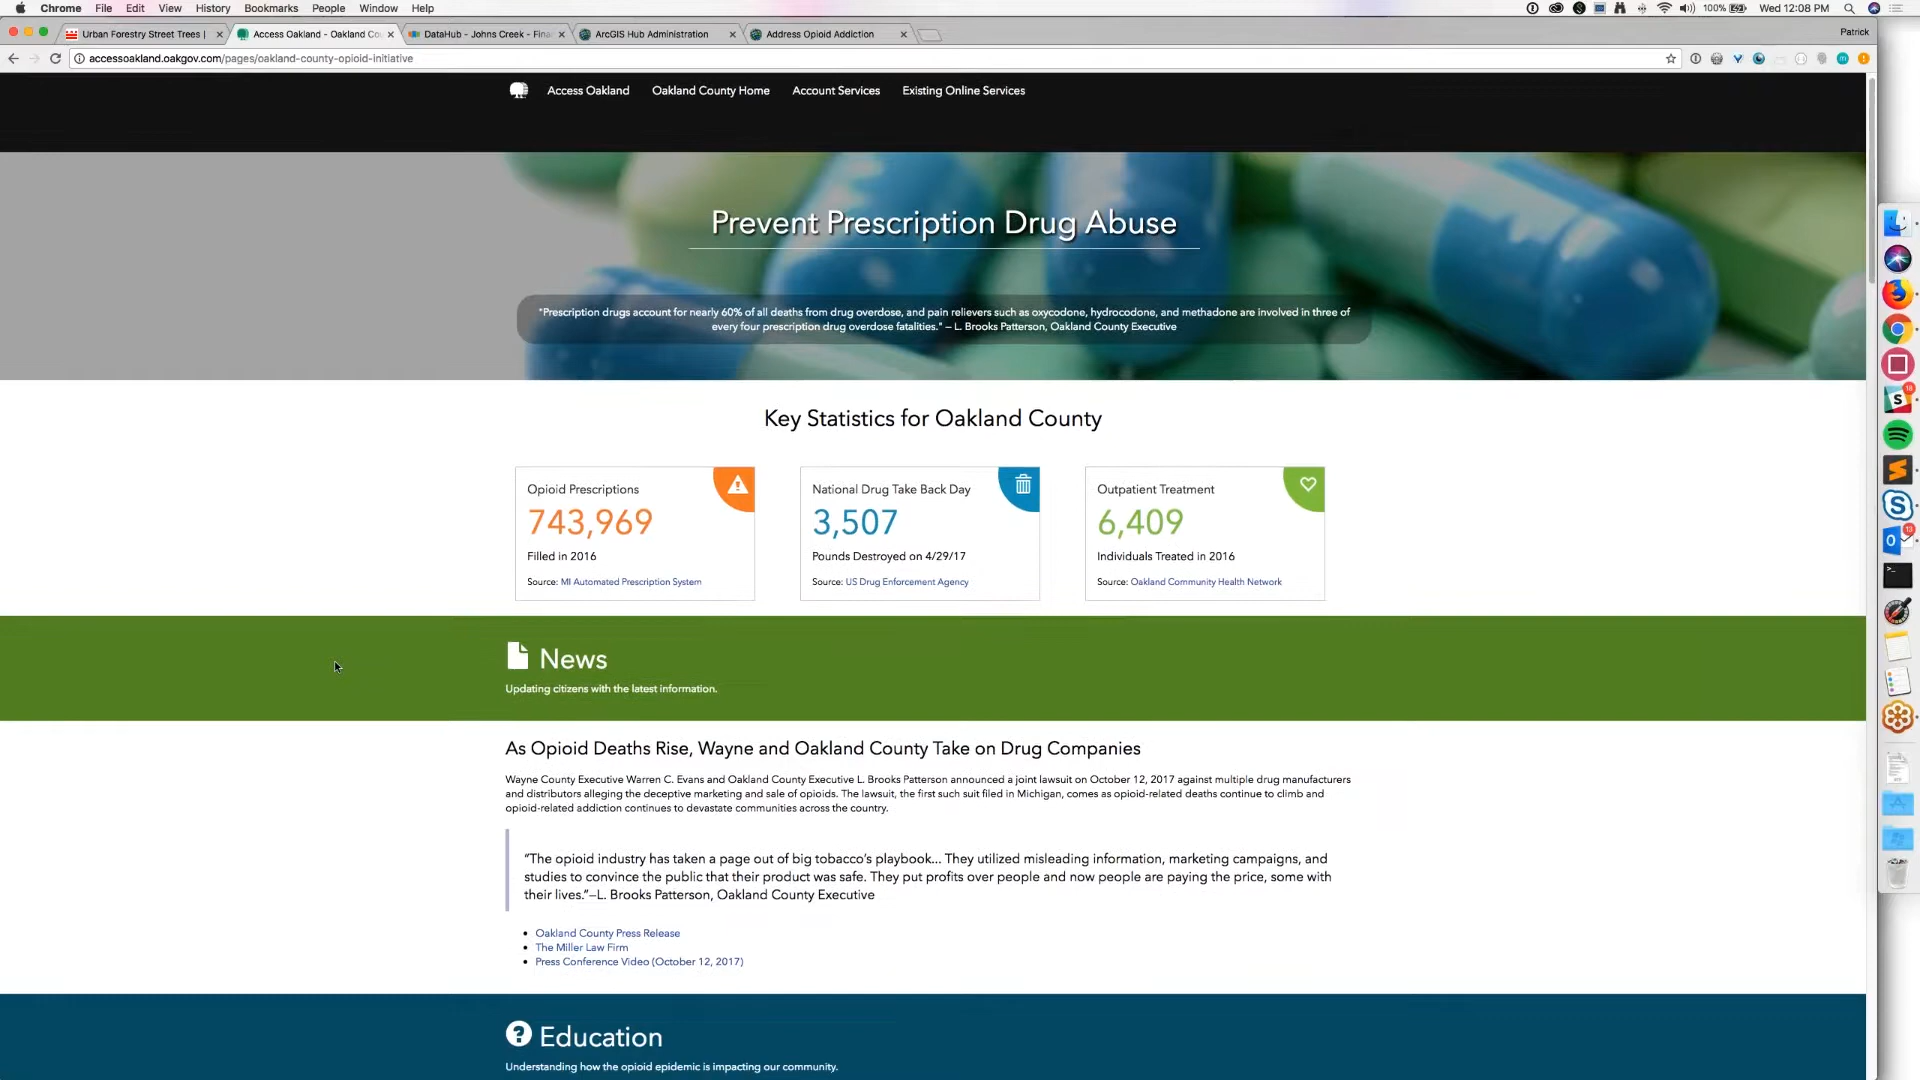 Chrome File Edit View History Bookmarks People Window Help
100% Wed 12:08 PM
Urban Forestry Street Trees |
Access Oakland - Oakland Co
DataHub - Johns Creek - Fina
ArcGIS Hub Administration
Address Opioid Addiction
Patrick
accessoakland.oakgov.com/pages/oakland-county-opioid-initiative
Access Oakland
Oakland County Home
Account Services
Existing Online Services
Prevent Prescription Drug Abuse
"Prescription drugs account for nearly 60% of all deaths from drug overdose, and pain relievers such as oxycodone, hydrocodone, and methadone are involved in three of
every four prescription drug overdose fatalities." – L. Brooks Patterson, Oakland County Executive
Key Statistics for Oakland County
Opioid Prescriptions
743,969
Filled in 2016
Source: MI Automated Prescription System
National Drug Take Back Day
3,507
Pounds Destroyed on 4/29/17
Source: US Drug Enforcement Agency
Outpatient Treatment
6,409
Individuals Treated in 2016
Source: Oakland Community Health Network
News
Updating citizens with the latest information.
As Opioid Deaths Rise, Wayne and Oakland County Take on Drug Companies
Wayne County Executive Warren C. Evans and Oakland County Executive L. Brooks Patterson announced a joint lawsuit on October 12, 2017 against multiple drug manufacturers
and distributors alleging the deceptive marketing and sale of opioids. The lawsuit, the first such suit filed in Michigan, comes as opioid-related deaths continue to climb and
opioid-related addiction continues to devastate communities across the country.
“The opioid industry has taken a page out of big tobacco’s playbook... They utilized misleading information, marketing campaigns, and
studies to convince the public that their product was safe. They put profits over people and now people are paying the price, some with
their lives.”–L. Brooks Patterson, Oakland County Executive
Oakland County Press Release
The Miller Law Firm
Press Conference Video (October 12, 2017)
Education
Understanding how the opioid epidemic is impacting our community.